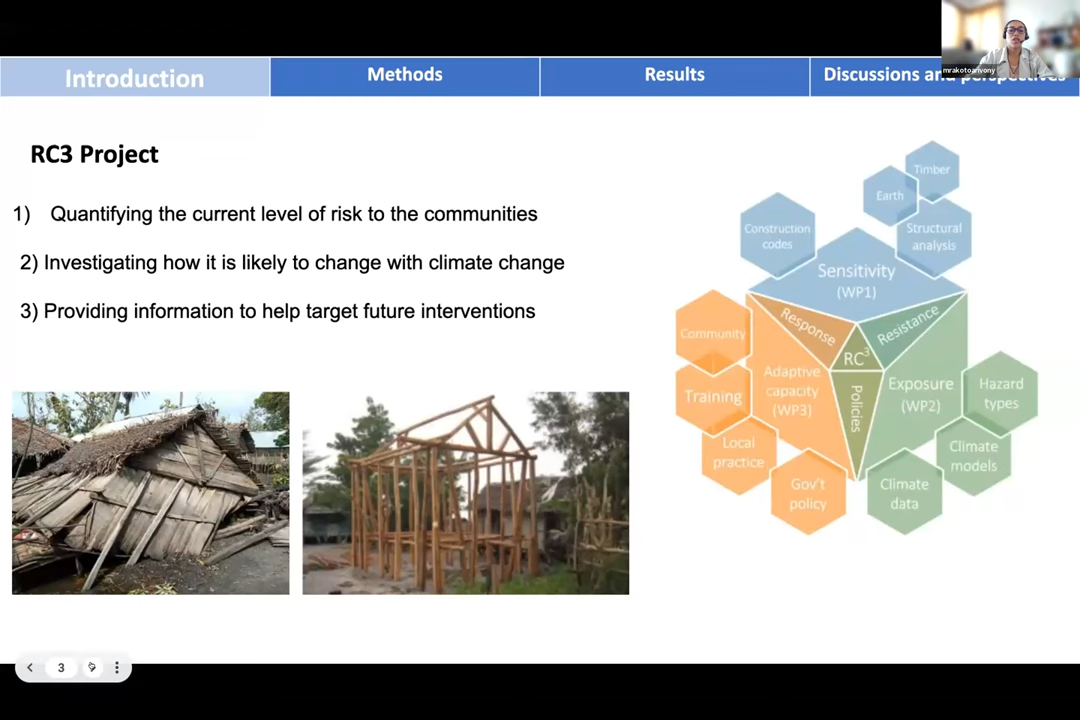 Introduction
Methods
Results
Discussions and perspectives
mrakotoarivony
RC3 Project
1) Quantifying the current level of risk to the communities
2) Investigating how it is likely to change with climate change
3) Providing information to help target future interventions
Timber
Earth
Construction
codes
Structural
analysis
Sensitivity
(WP1)
Response
Resistance
RC3
Policies
Community
Training
Local
practice
Gov't
policy
Adaptive
capacity
(WP3)
Exposure
(WP2)
Hazard
types
Climate
models
Climate
data
3